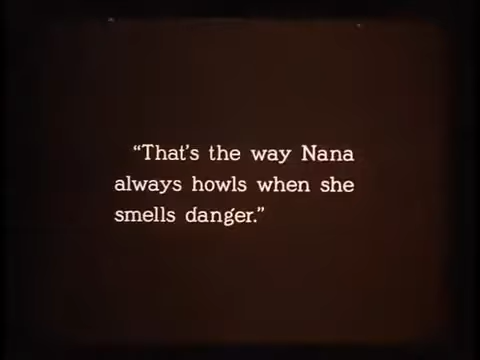 “That’s the way Nana
always howls when she
smells danger.”